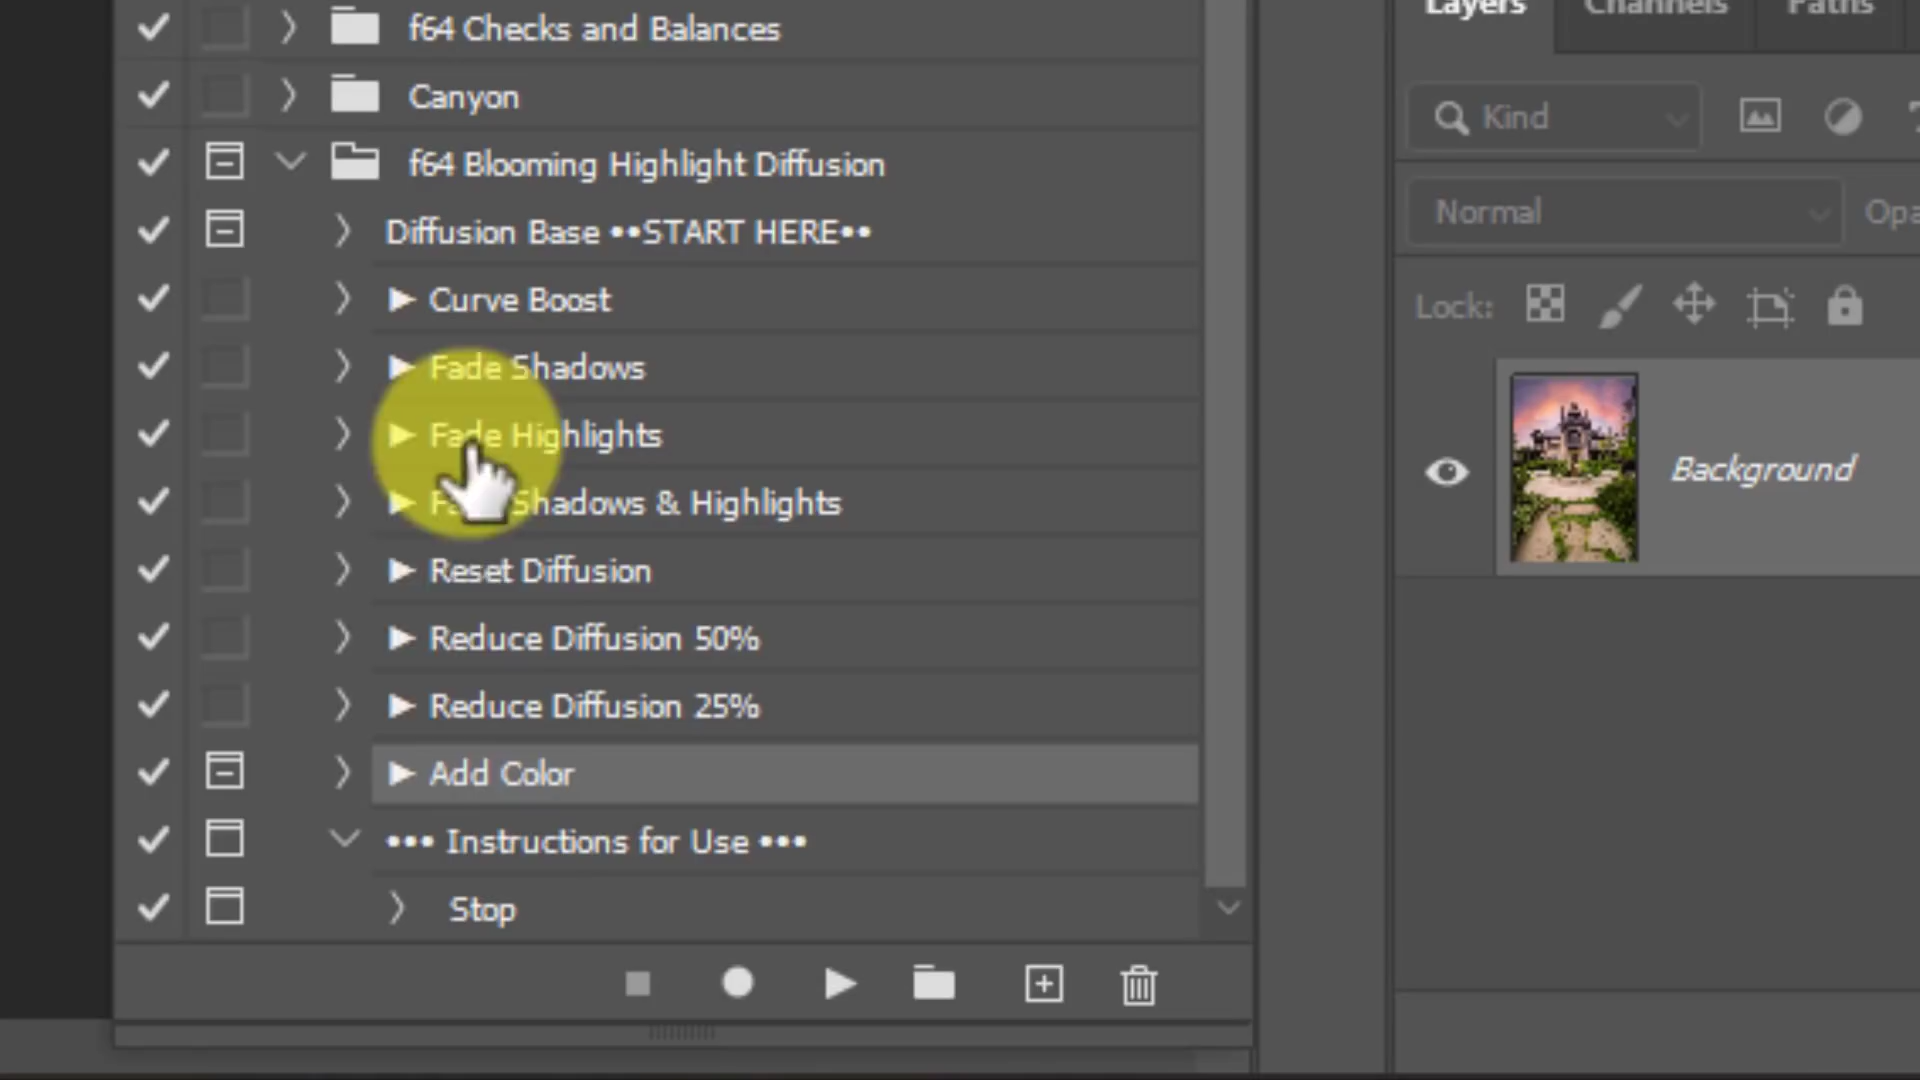 f64 Checks and Balances
Canyon
f64 Blooming Highlight Diffusion
Diffusion Base ••START HERE••
Curve Boost
Fade Shadows
Fade Highlights
Shadows & Highlights
Reset Diffusion
Reduce Diffusion 50%
Reduce Diffusion 25%
Add Color
••• Instructions for Use •••
Stop
Layers
Channels
Paths
Kind
Normal
Opa
Lock:
Background